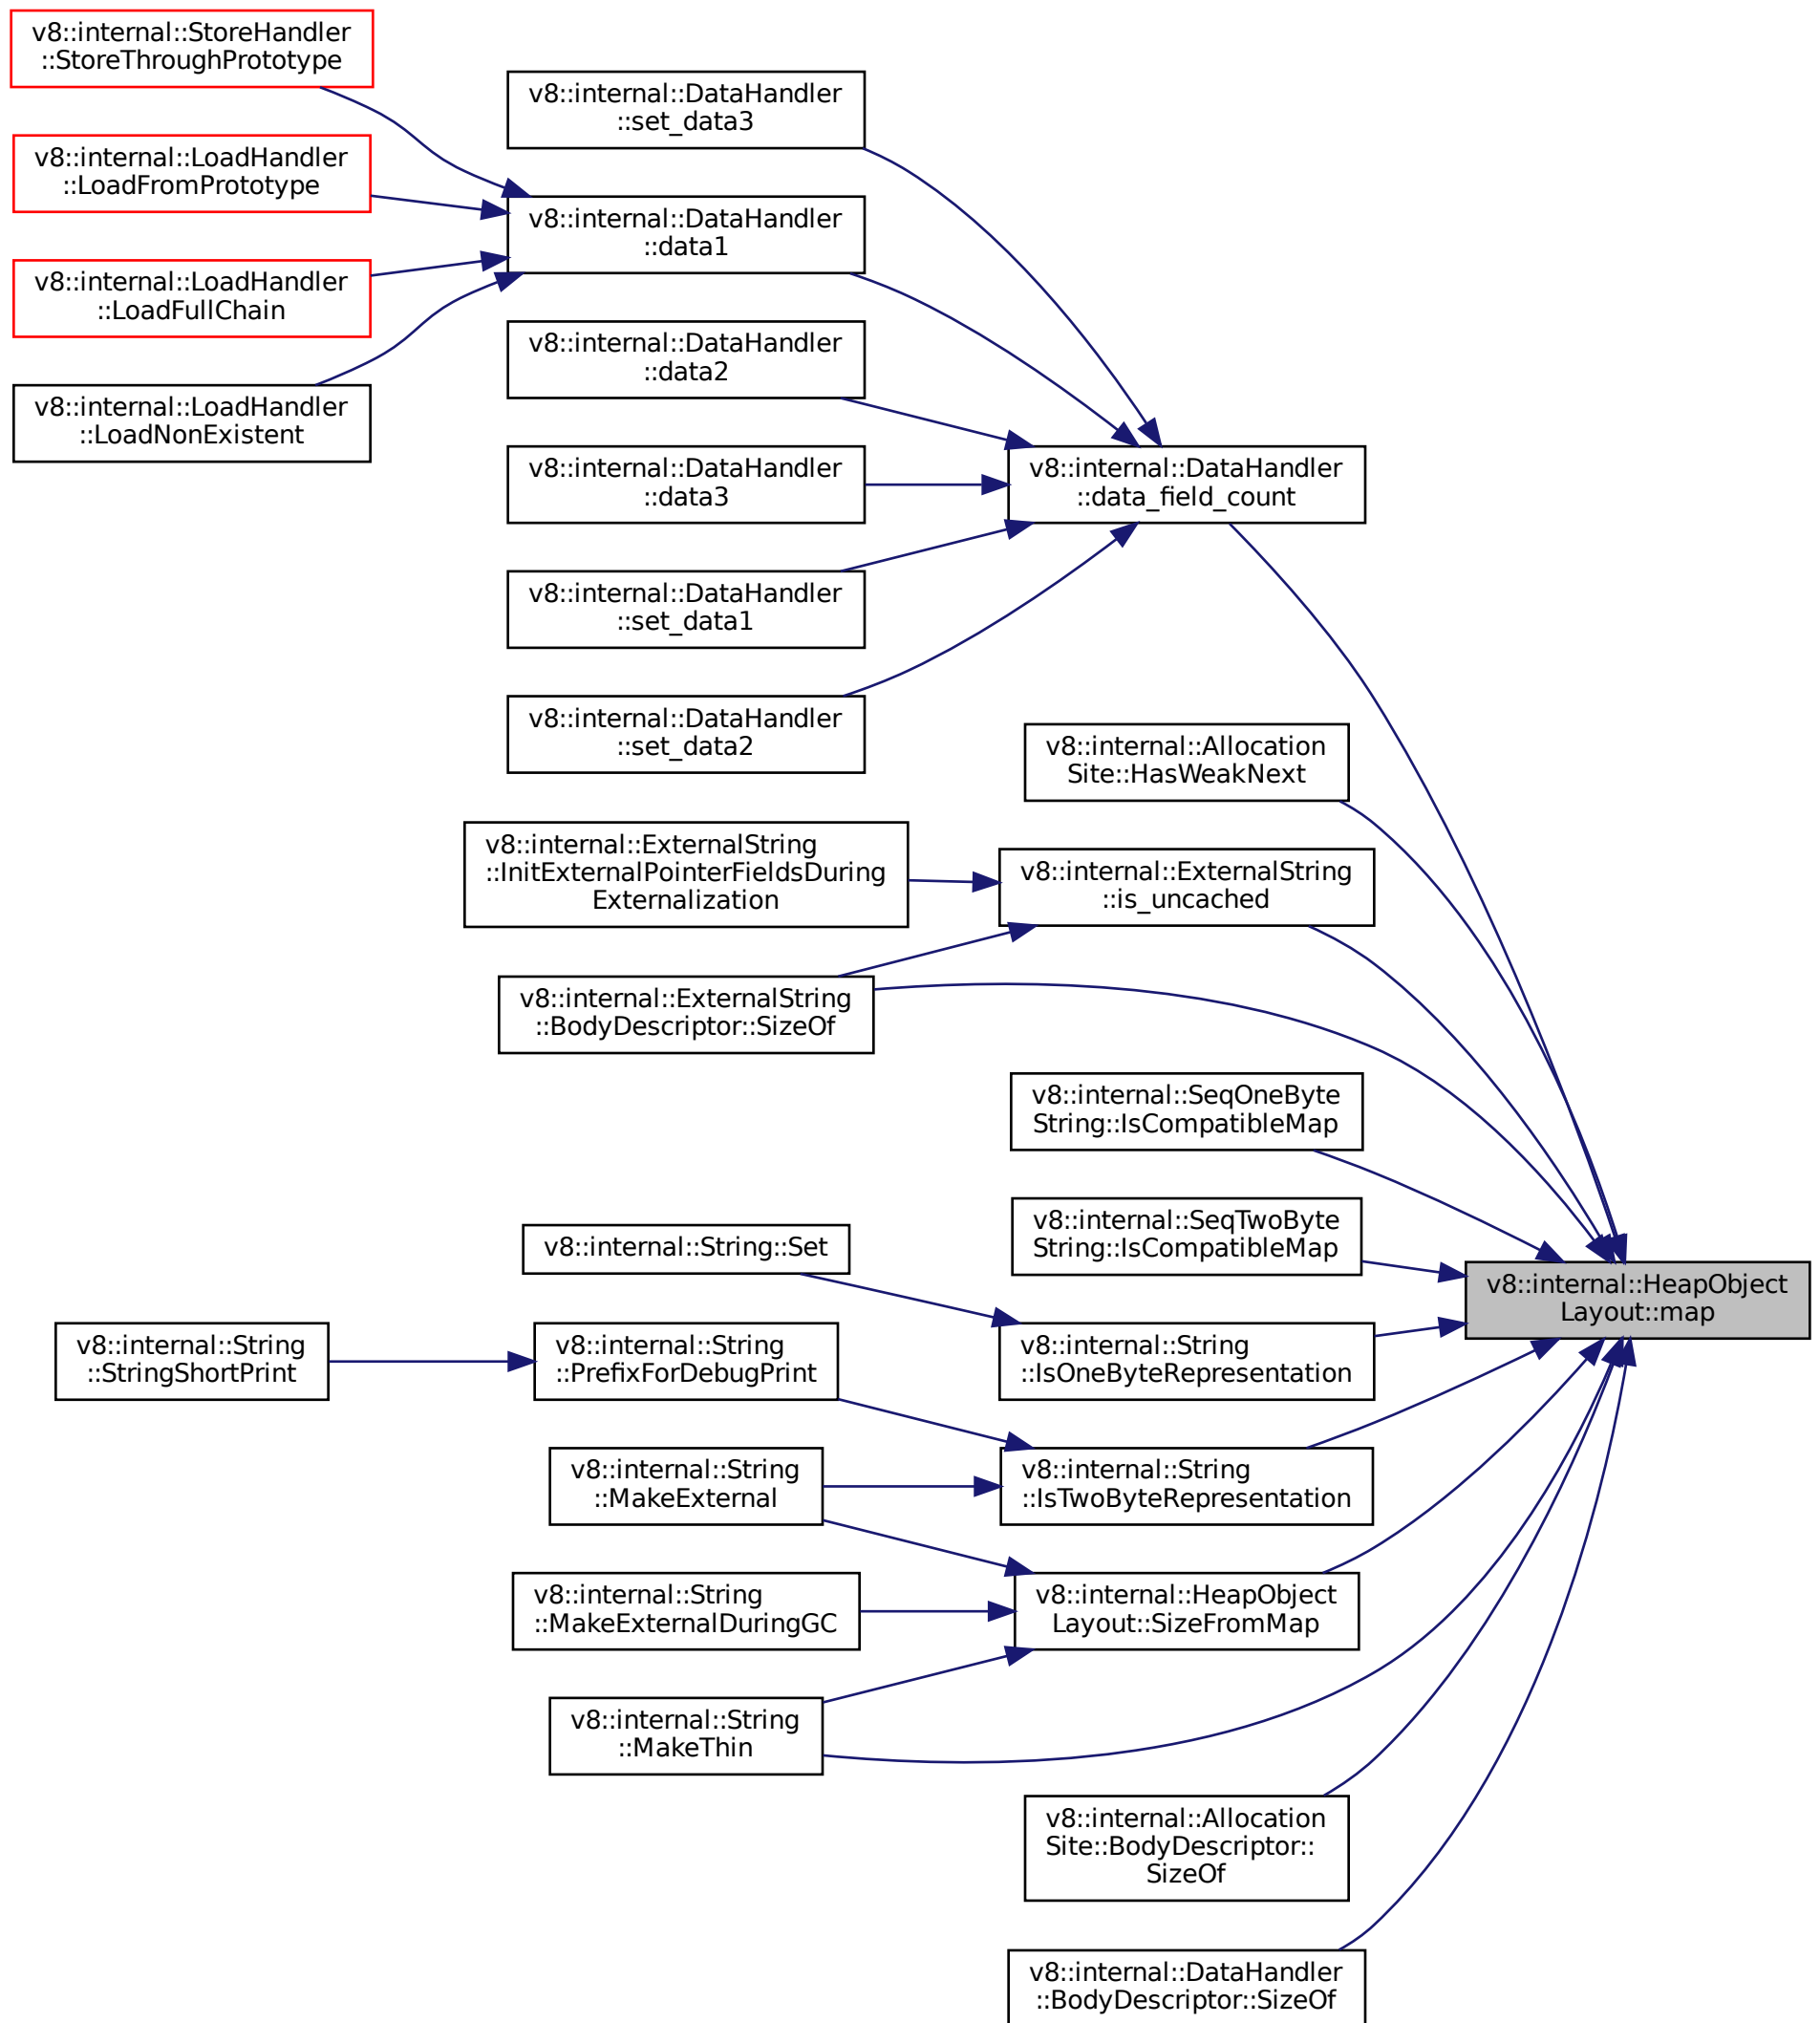 v8::internal::StoreHandler
::StoreThroughPrototype
v8::internal::LoadHandler
::LoadFromPrototype
v8::internal::LoadHandler
::LoadFullChain
v8::internal::LoadHandler
::LoadNonExistent
v8::internal::DataHandler
::set_data3
v8::internal::DataHandler
::data1
v8::internal::DataHandler
::data2
v8::internal::DataHandler
::data3
v8::internal::DataHandler
::set_data1
v8::internal::DataHandler
::set_data2
v8::internal::DataHandler
::data_field_count
v8::internal::Allocation
Site::HasWeakNext
v8::internal::ExternalString
::InitExternalPointerFieldsDuring
Externalization
v8::internal::ExternalString
::is_uncached
v8::internal::ExternalString
::BodyDescriptor::SizeOf
v8::internal::SeqOneByte
String::IsCompatibleMap
v8::internal::SeqTwoByte
String::IsCompatibleMap
v8::internal::HeapObject
Layout::map
v8::internal::String::Set
v8::internal::String
::IsOneByteRepresentation
v8::internal::String
::StringShortPrint
v8::internal::String
::PrefixForDebugPrint
v8::internal::String
::MakeExternal
v8::internal::String
::IsTwoByteRepresentation
v8::internal::String
::MakeExternalDuringGC
v8::internal::HeapObject
Layout::SizeFromMap
v8::internal::String
::MakeThin
v8::internal::Allocation
Site::BodyDescriptor::
SizeOf
v8::internal::DataHandler
::BodyDescriptor::SizeOf